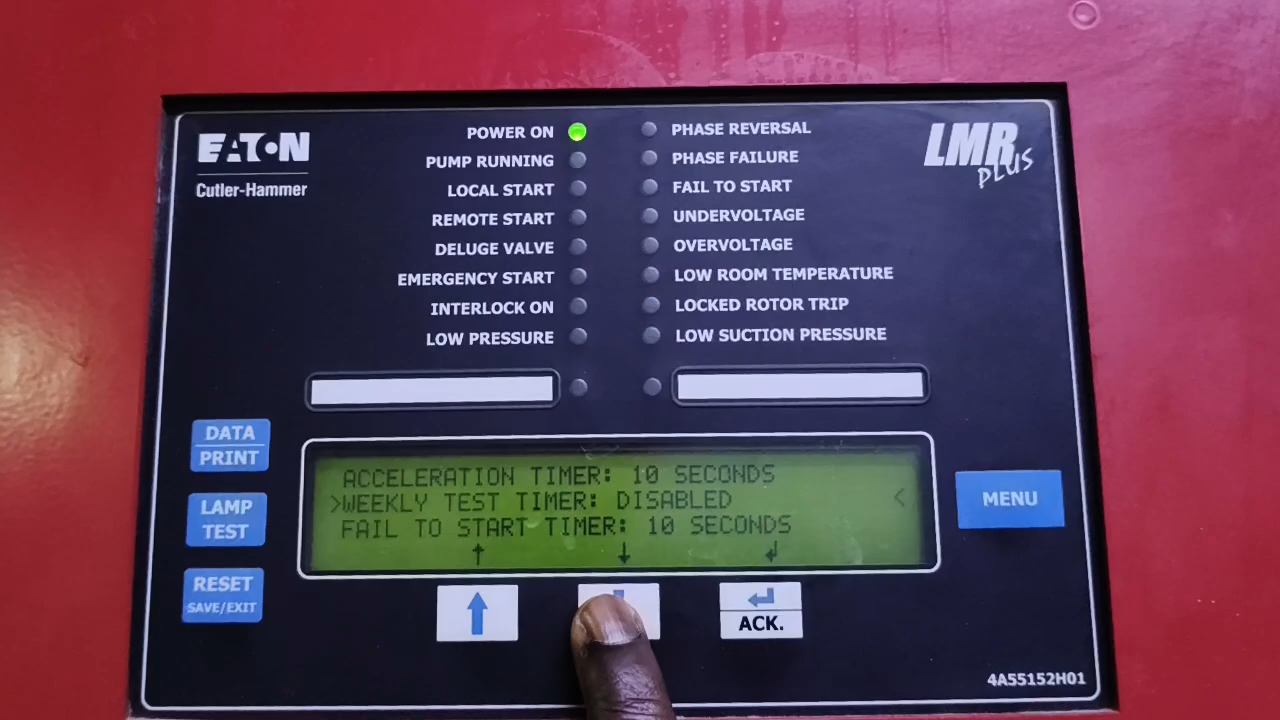 EATON
Cutler-Hammer
LMR
PLUS
POWER ON
PUMP RUNNING
LOCAL START
REMOTE START
DELUGE VALVE
EMERGENCY START
INTERLOCK ON
LOW PRESSURE
PHASE REVERSAL
PHASE FAILURE
FAIL TO START
UNDERVOLTAGE
OVERVOLTAGE
LOW ROOM TEMPERATURE
LOCKED ROTOR TRIP
LOW SUCTION PRESSURE
DATA
PRINT
LAMP
TEST
RESET
SAVE/EXIT
ACCELERATION TIMER: 10 SECONDS
>WEEKLY TEST TIMER: DISABLED <
FAIL TO START TIMER: 10 SECONDS
↑ ↓ ↲
MENU
ACK.
4A55152H01